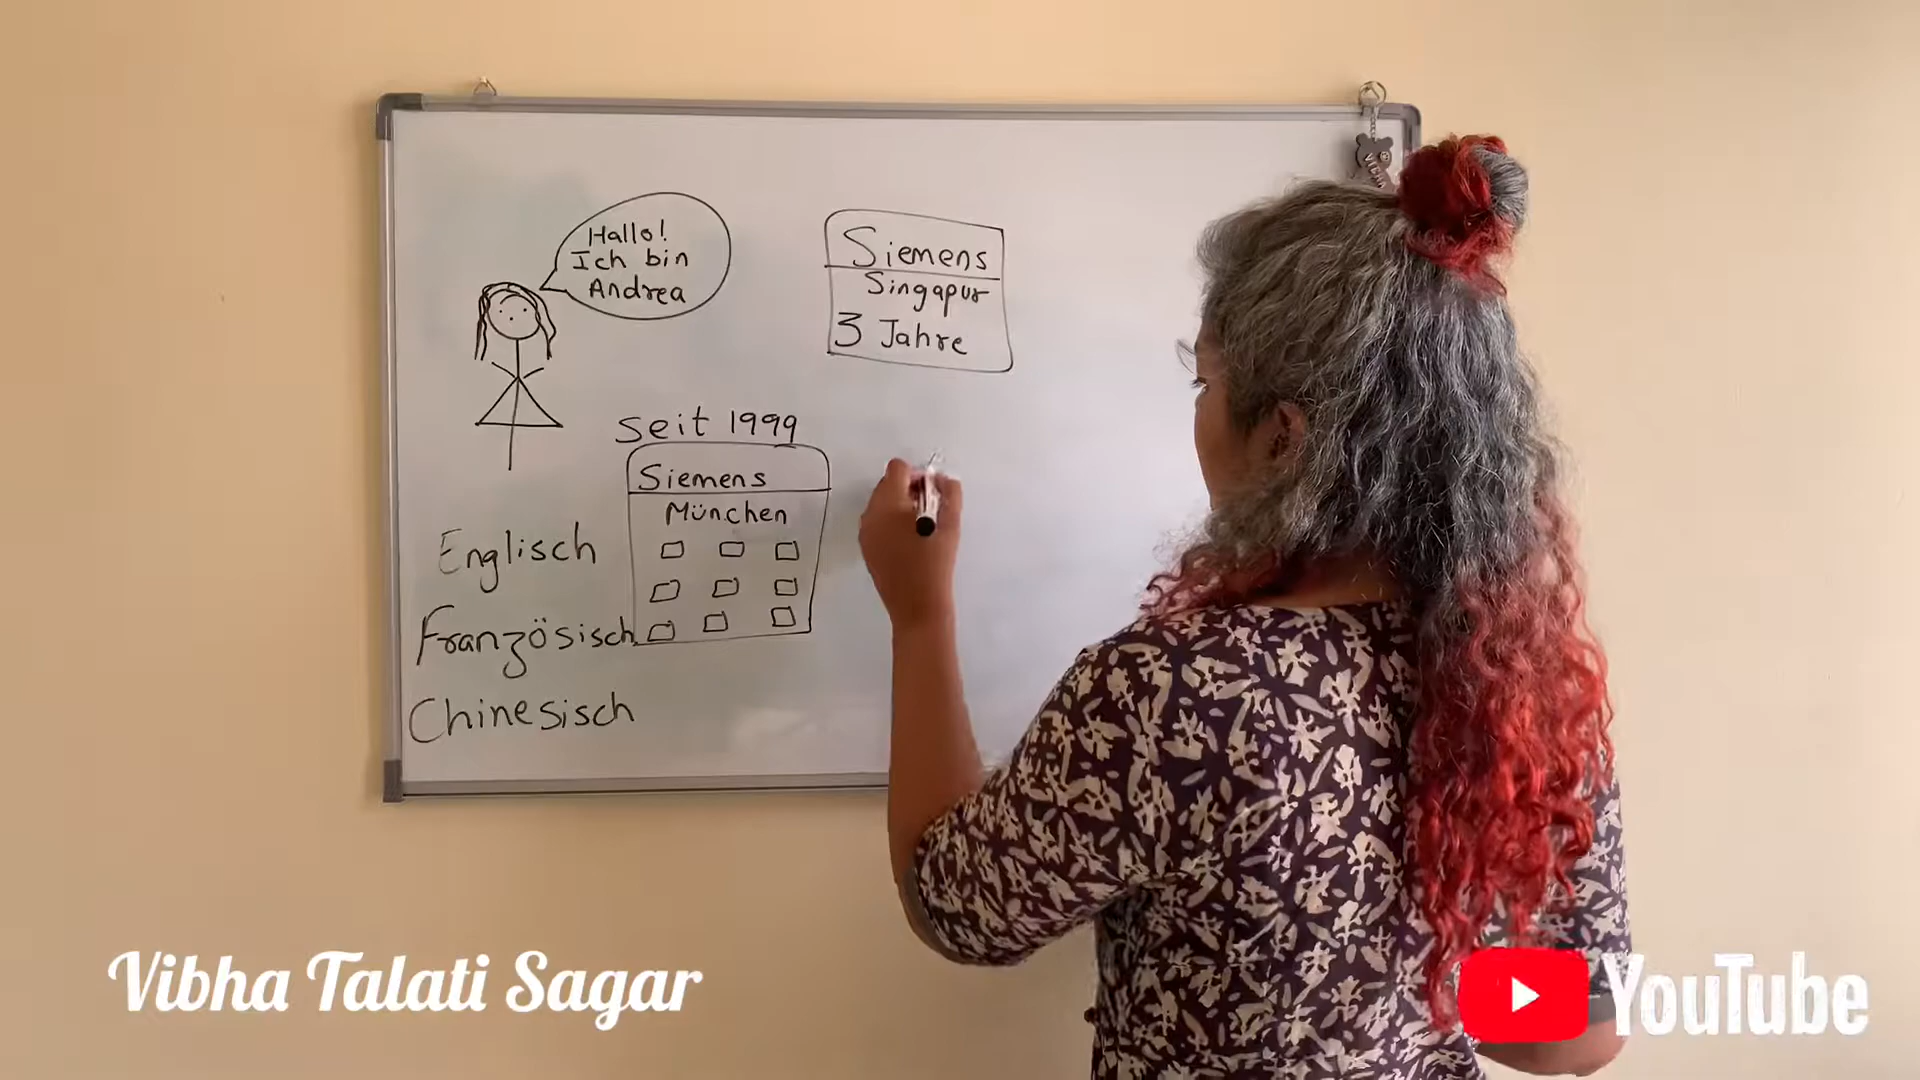 Hallo!
Ich bin
Andrea
Siemens
Singapur
3 Jahre
Seit 1999
Siemens
München
Englisch
Französisch
Chinesisch
Vibha Talati Sagar
YouTube